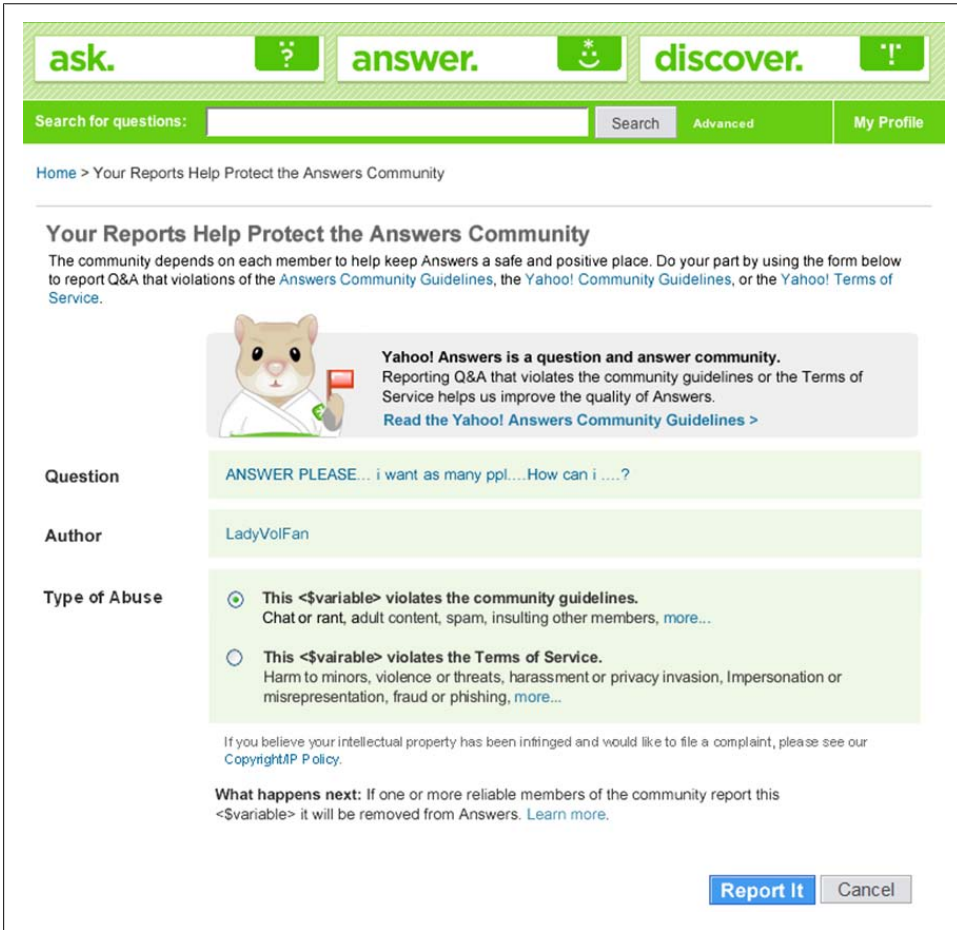 ask.
answer.
discover.
Search for questions:
Search
Advanced
My Profile
Home > Your Reports Help Protect the Answers Community
Your Reports Help Protect the Answers Community
The community depends on each member to help keep Answers a safe and positive place. Do your part by using the form below
to report Q&A that violations of the Answers Community Guidelines, the Yahoo! Community Guidelines, or the Yahoo! Terms of
Service.
Yahoo! Answers is a question and answer community.
Reporting Q&A that violates the community guidelines or the Terms of
Service helps us improve the quality of Answers.
Read the Yahoo! Answers Community Guidelines >
Question
ANSWER PLEASE... i want as many ppl....How can i ....?
Author
LadyVolFan
Type of Abuse
This <$variable> violates the community guidelines.
Chat or rant, adult content, spam, insulting other members, more...
This <$vairable> violates the Terms of Service.
Harm to minors, violence or threats, harassment or privacy invasion, Impersonation or
misrepresentation, fraud or phishing, more...
If you believe your intellectual property has been infringed and would like to file a complaint, please see our
Copyright/IP Policy.
What happens next: If one or more reliable members of the community report this
<$variable> it will be removed from Answers. Learn more.
Report It
Cancel